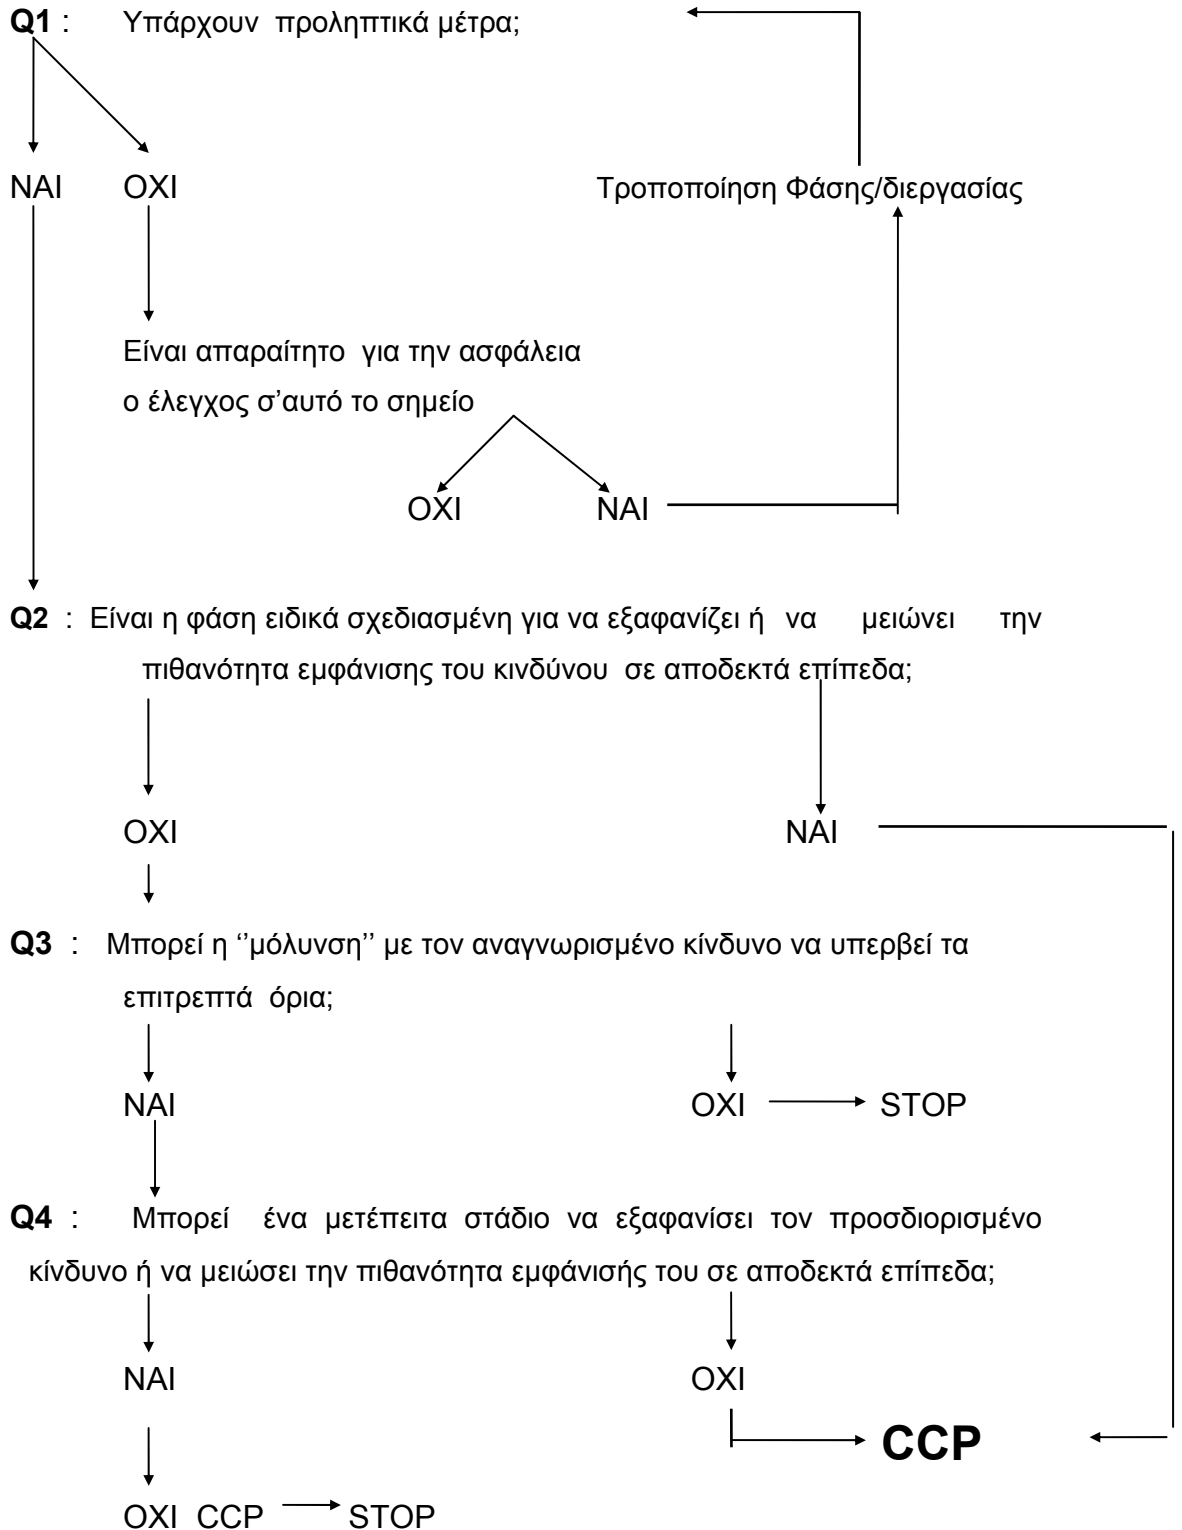 Q1 : Υπάρχουν προληπτικά μέτρα;
ΝΑΙ ΟΧΙ Τροποποίηση Φάσης/διεργασίας
Είναι απαραίτητο για την ασφάλεια
ο έλεγχος σ’αυτό το σημείο
ΟΧΙ ΝΑΙ
Q2 : Είναι η φάση ειδικά σχεδιασμένη για να εξαφανίζει ή να μειώνει την
πιθανότητα εμφάνισης του κινδύνου σε αποδεκτά επίπεδα;
ΟΧΙ ΝΑΙ
Q3 : Μπορεί η ‘’μόλυνση’’ με τον αναγνωρισμένο κίνδυνο να υπερβεί τα
επιτρεπτά όρια;
ΝΑΙ ΟΧΙ STOP
Q4 : Μπορεί ένα μετέπειτα στάδιο να εξαφανίσει τον προσδιορισμένο
κίνδυνο ή να μειώσει την πιθανότητα εμφάνισής του σε αποδεκτά επίπεδα;
ΝΑΙ ΟΧΙ
CCP
ΟΧΙ CCP STOP